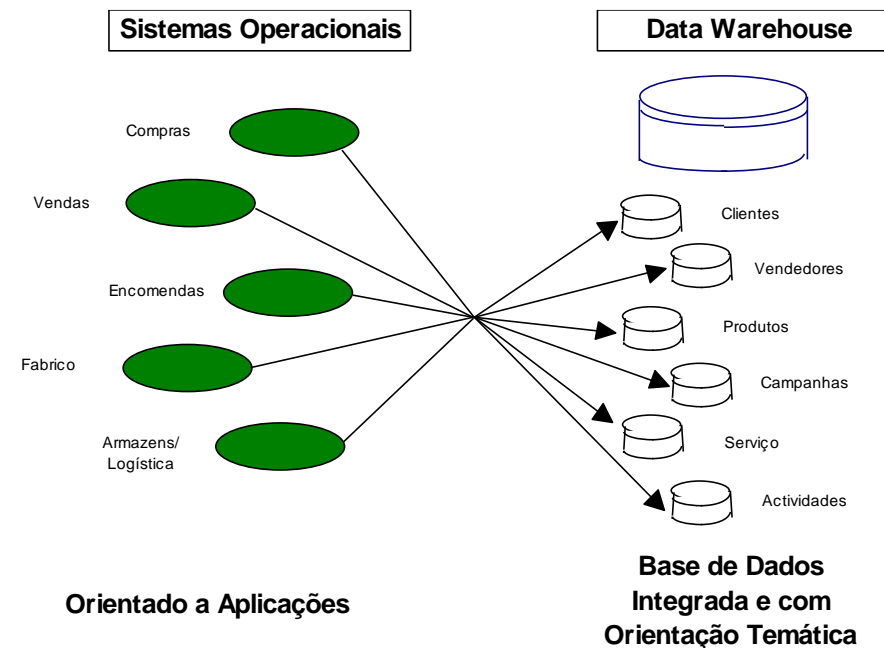 Sistemas Operacionais
Data Warehouse
Compras
Vendas
Encomendas
Fabrico
Armazens/
Logística
Clientes
Vendedores
Produtos
Campanhas
Serviço
Actividades
Orientado a Aplicações
Base de Dados
Integrada e com
Orientação Temática